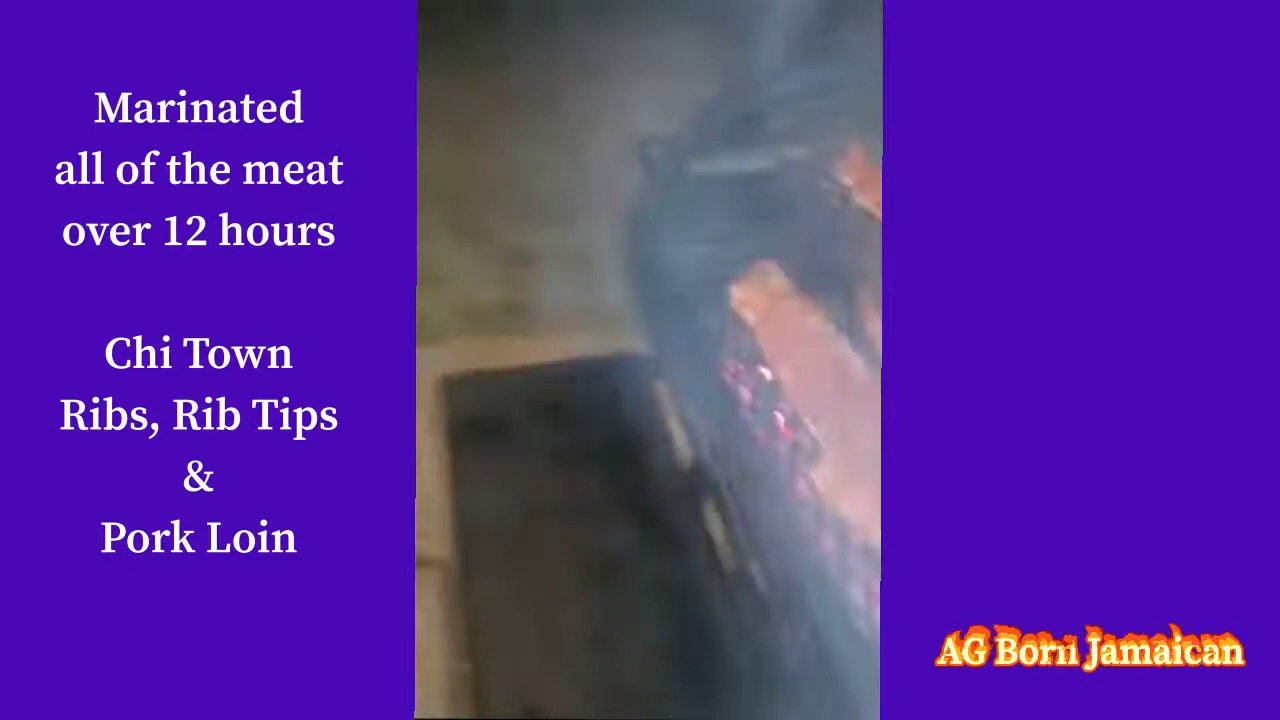 Marinated
all of the meat
over 12 hours
Chi Town
Ribs, Rib Tips
&
Pork Loin
AG Born Jamaican